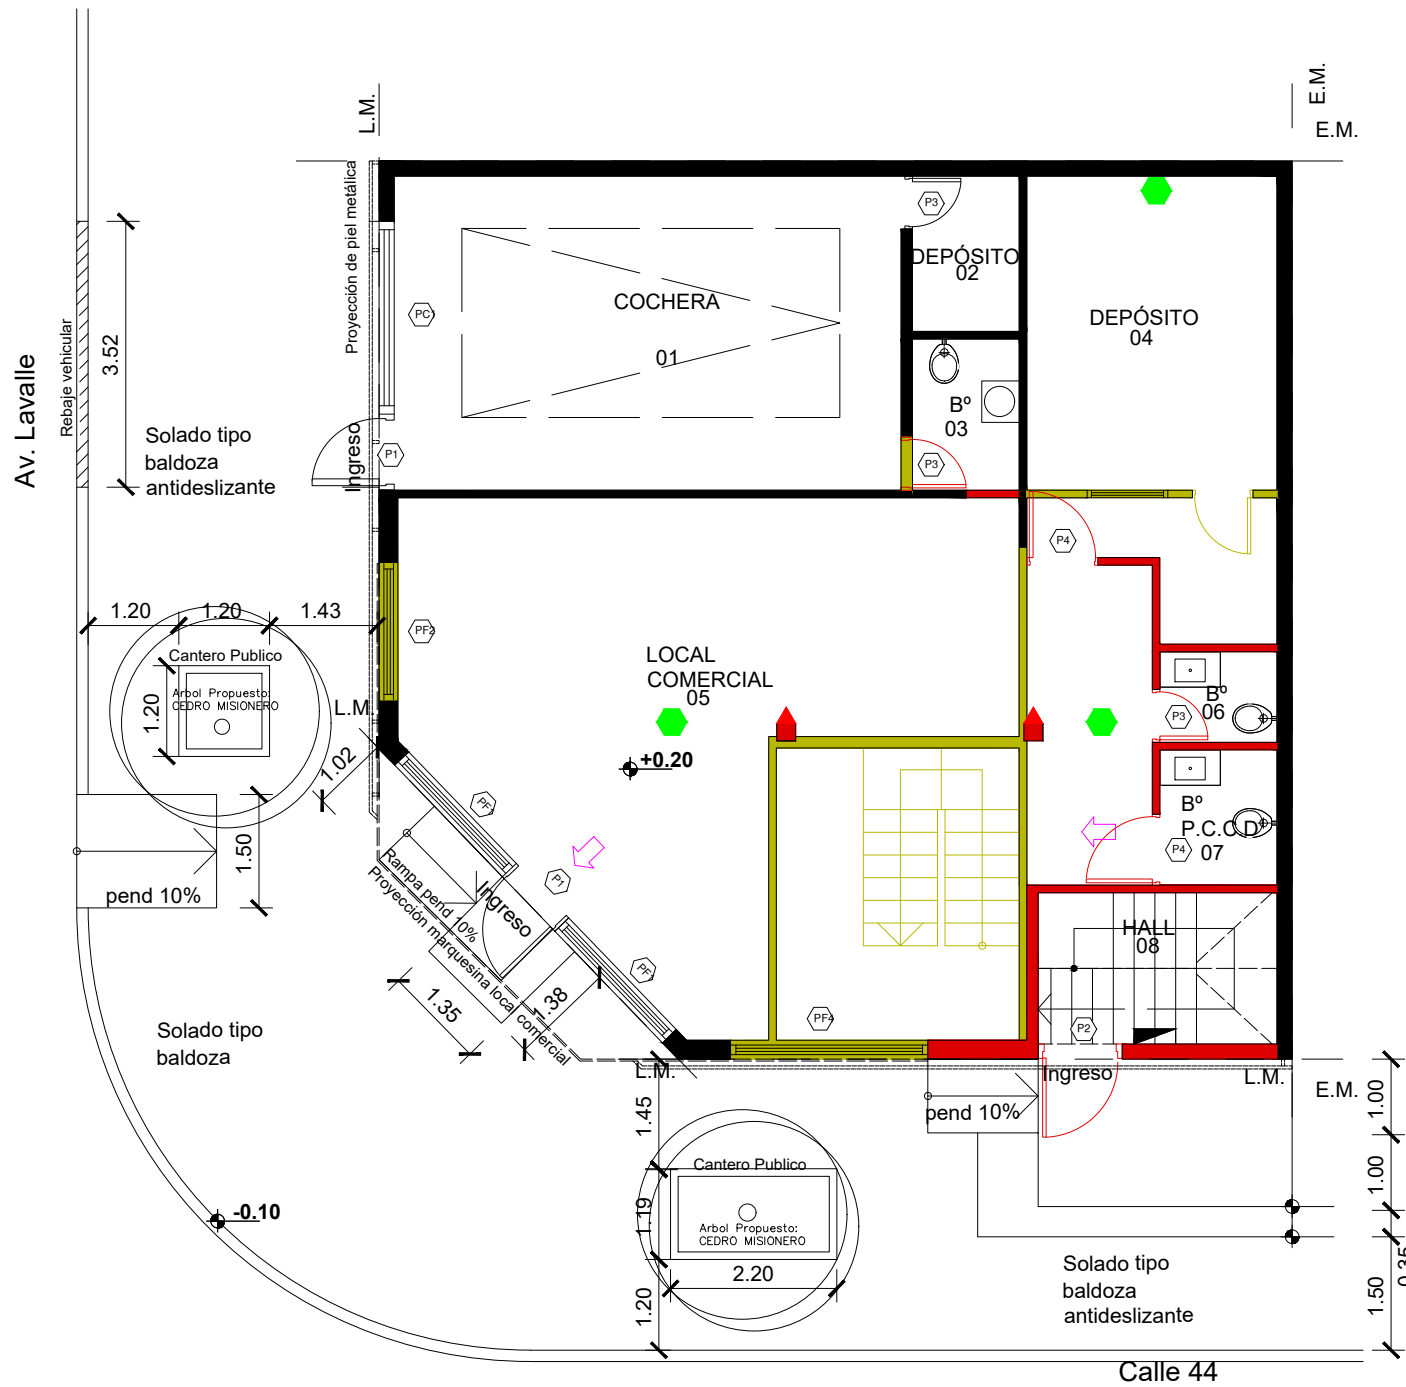 L.M.
E.M.
E.M.
Proyección de piel metálica
Av. Lavalle
Rebaje vehicular
3.52
Solado tipo
baldoza
antideslizante
Ingreso
P1
COCHERA
01
P3
DEPÓSITO
02
DEPÓSITO
04
Bº
03
P3
P4
1.20
1.20
1.43
PF2
Cantero Publico
1.20
Arbol Propuesto:
CEDRO MISIONERO
L.M.
1.02
LOCAL
COMERCIAL
05
+0.20
Bº
06
P3
Bº
P.C.C.D
07
P4
1.50
pend 10%
Rampa pend 10%
Proyección marquesina local comercial
Ingreso
P1
1.35
1.38
PF4
HALL
08
P2
Ingreso
L.M.
L.M.
E.M.
Solado tipo
baldoza
1.45
pend 10%
1.00
1.00
Cantero Publico
1.19
Arbol Propuesto:
CEDRO MISIONERO
-0.10
2.20
1.20
Solado tipo
baldoza
antideslizante
1.50
0.35
Calle 44